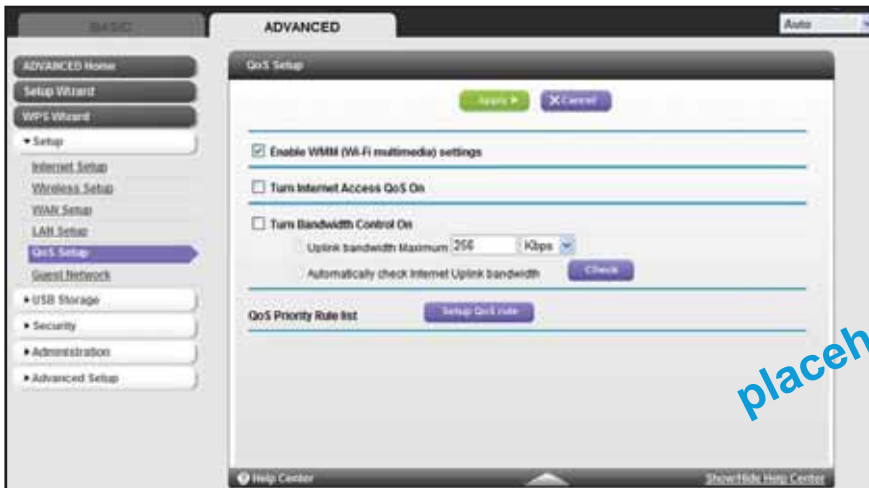 BASIC
ADVANCED
Auto
ADVANCED Home
Setup Wizard
WPS Wizard
Setup
Internet Setup
Wireless Setup
WAN Setup
LAN Setup
QoS Setup
Guest Network
USB Storage
Security
Administration
Advanced Setup
QoS Setup
Apply
X Cancel
Enable WMM (Wi-Fi multimedia) settings
Turn Internet Access QoS On
Turn Bandwidth Control On
Uplink bandwidth Maximum 256 Kbps
Automatically check Internet Uplink bandwidth Check
QoS Priority Rule list Setup QoS rule
placeh
Help Center Show/Hide Help Center